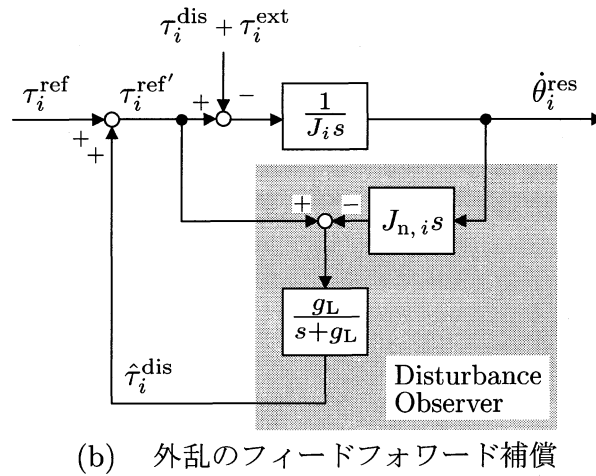 τ_i^dis + τ_i^ext
τ_i^ref
τ_i^ref′
+ −
1/(J_i s)
θ̇_i^res
+
+
+ −
J_{n, i} s
g_L/(s+g_L)
τ̂_i^dis
Disturbance
Observer
(b) 外乱のフィードフォワード補償